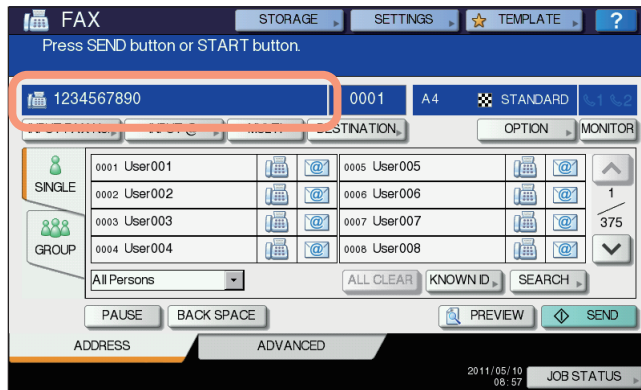 FAX STORAGE SETTINGS TEMPLATE ?
Press SEND button or START button.
1234567890 0001 A4 STANDARD 1 2
DESTINATION OPTION MONITOR
SINGLE
GROUP
0001 User001 0005 User005
0002 User002 0006 User006
0003 User003 0007 User007
0004 User004 0008 User008
1
375
All Persons ALL CLEAR KNOWN ID SEARCH
PAUSE BACK SPACE PREVIEW SEND
ADDRESS ADVANCED
2011/05/10
08:57
JOB STATUS